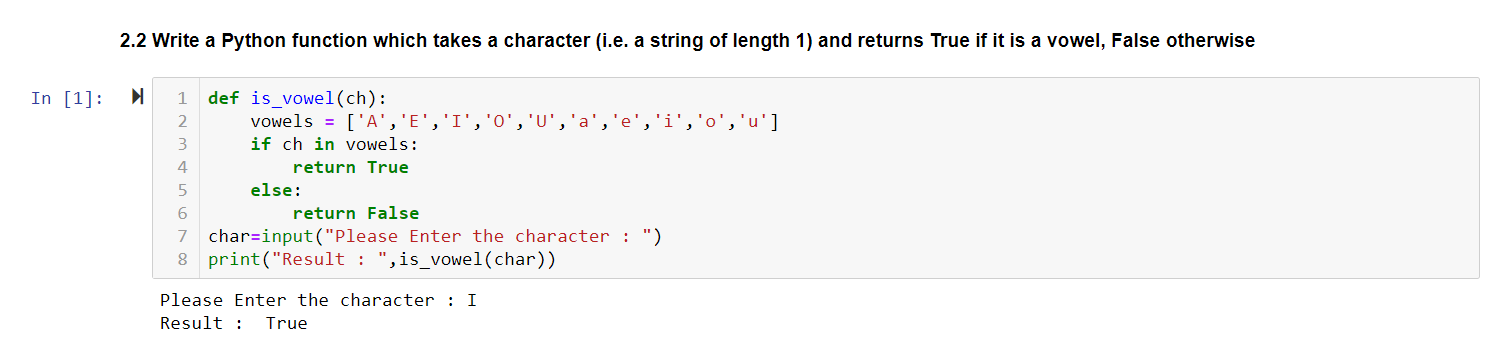 2.2 Write a Python function which takes a character (i.e. a string of length 1) and returns True if it is a vowel, False otherwise
In [1]:
1 def is_vowel(ch):
2     vowels = ['A','E','I','O','U','a','e','i','o','u']
3     if ch in vowels:
4         return True
5     else:
6         return False
7 char=input("Please Enter the character : ")
8 print("Result : ",is_vowel(char))
Please Enter the character : I
Result :  True